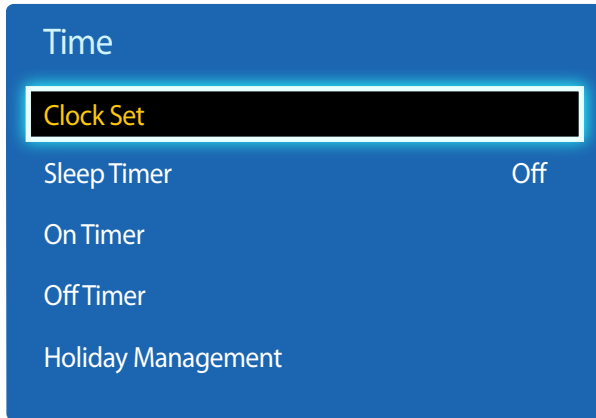 Time
Clock Set
Sleep Timer Off
On Timer
Off Timer
Holiday Management